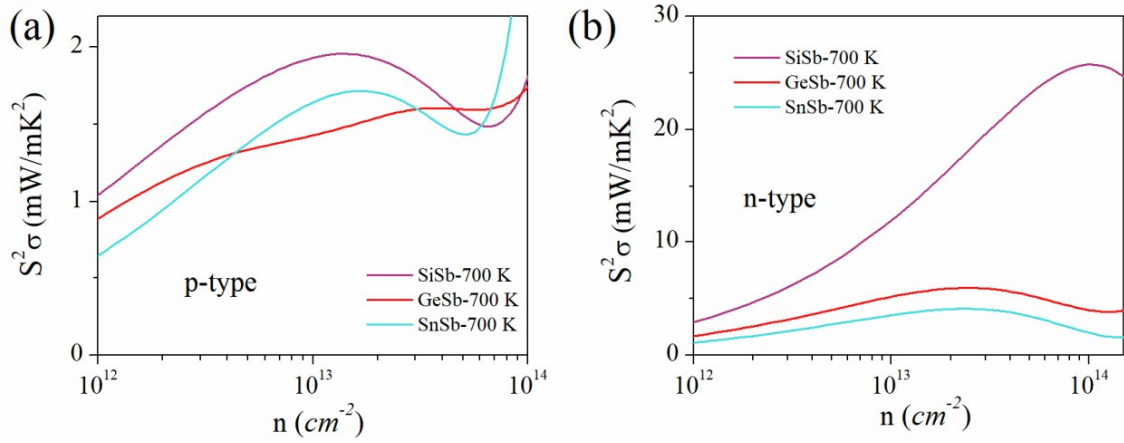 (a)
S²σ (mW/mK²)
2
1
0
p-type
SiSb-700 K
GeSb-700 K
SnSb-700 K
10¹² 10¹³ 10¹⁴
n (cm⁻²)
(b)
S²σ (mW/mK²)
30
20
10
0
SiSb-700 K
GeSb-700 K
SnSb-700 K
n-type
10¹² 10¹³ 10¹⁴
n (cm⁻²)